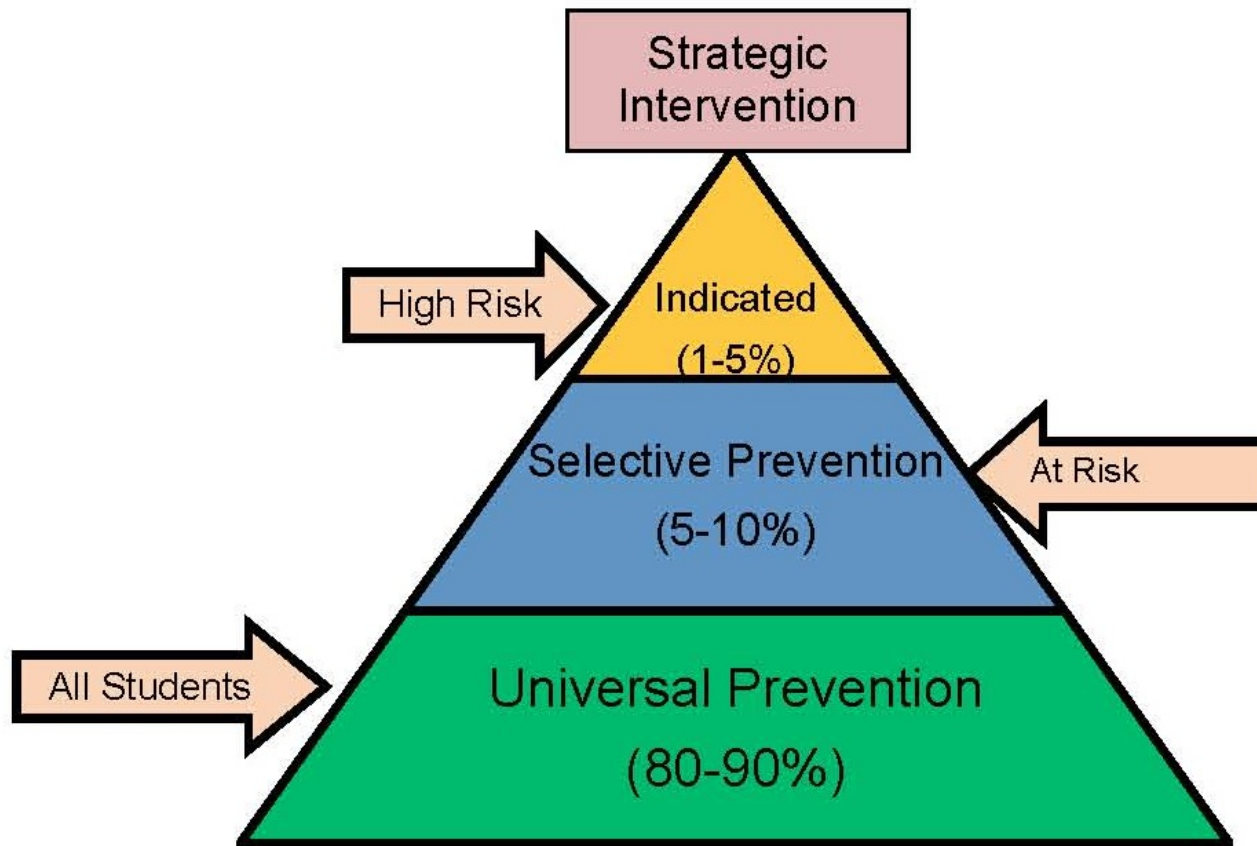 Strategic
Intervention
High Risk
Indicated
(1-5%)
Selective Prevention
(5-10%)
At Risk
All Students
Universal Prevention
(80-90%)